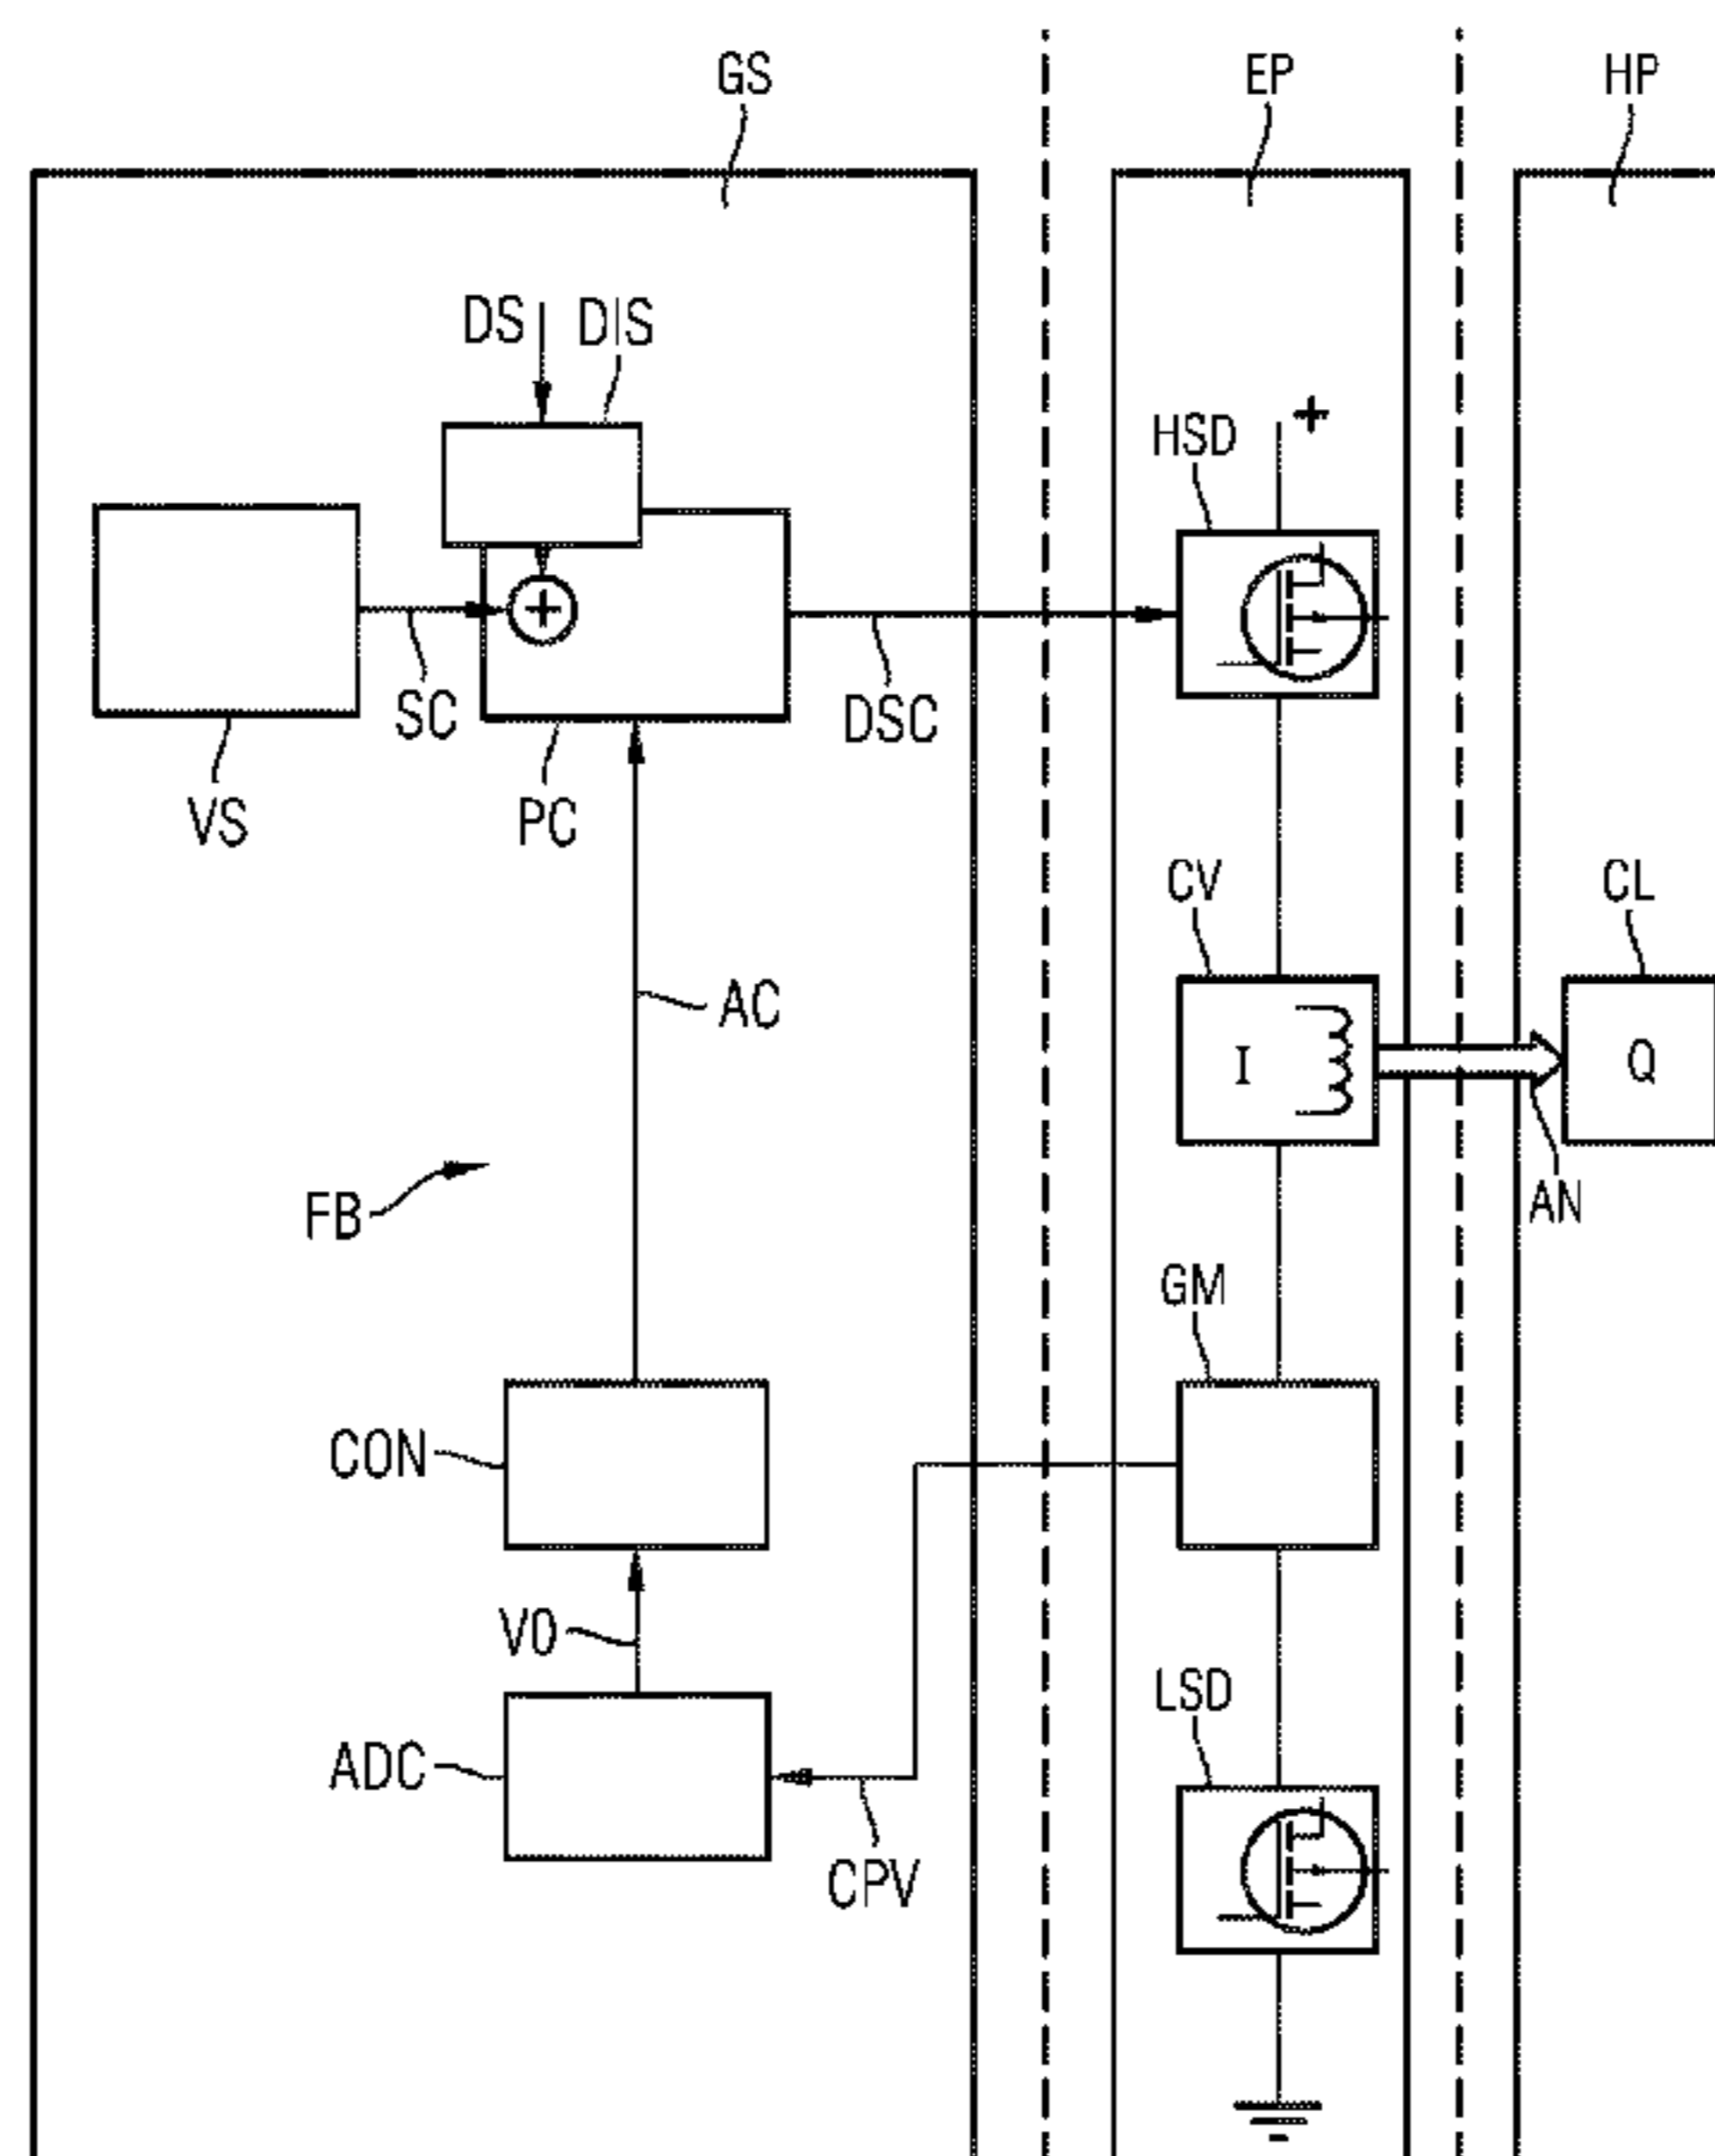 GS EP HP
DS DIS
+
HSD
+
SC DSC
VS PC
CV CL
AC
I Q
FB AN
GM
CON
VO
LSD
ADC
CPV